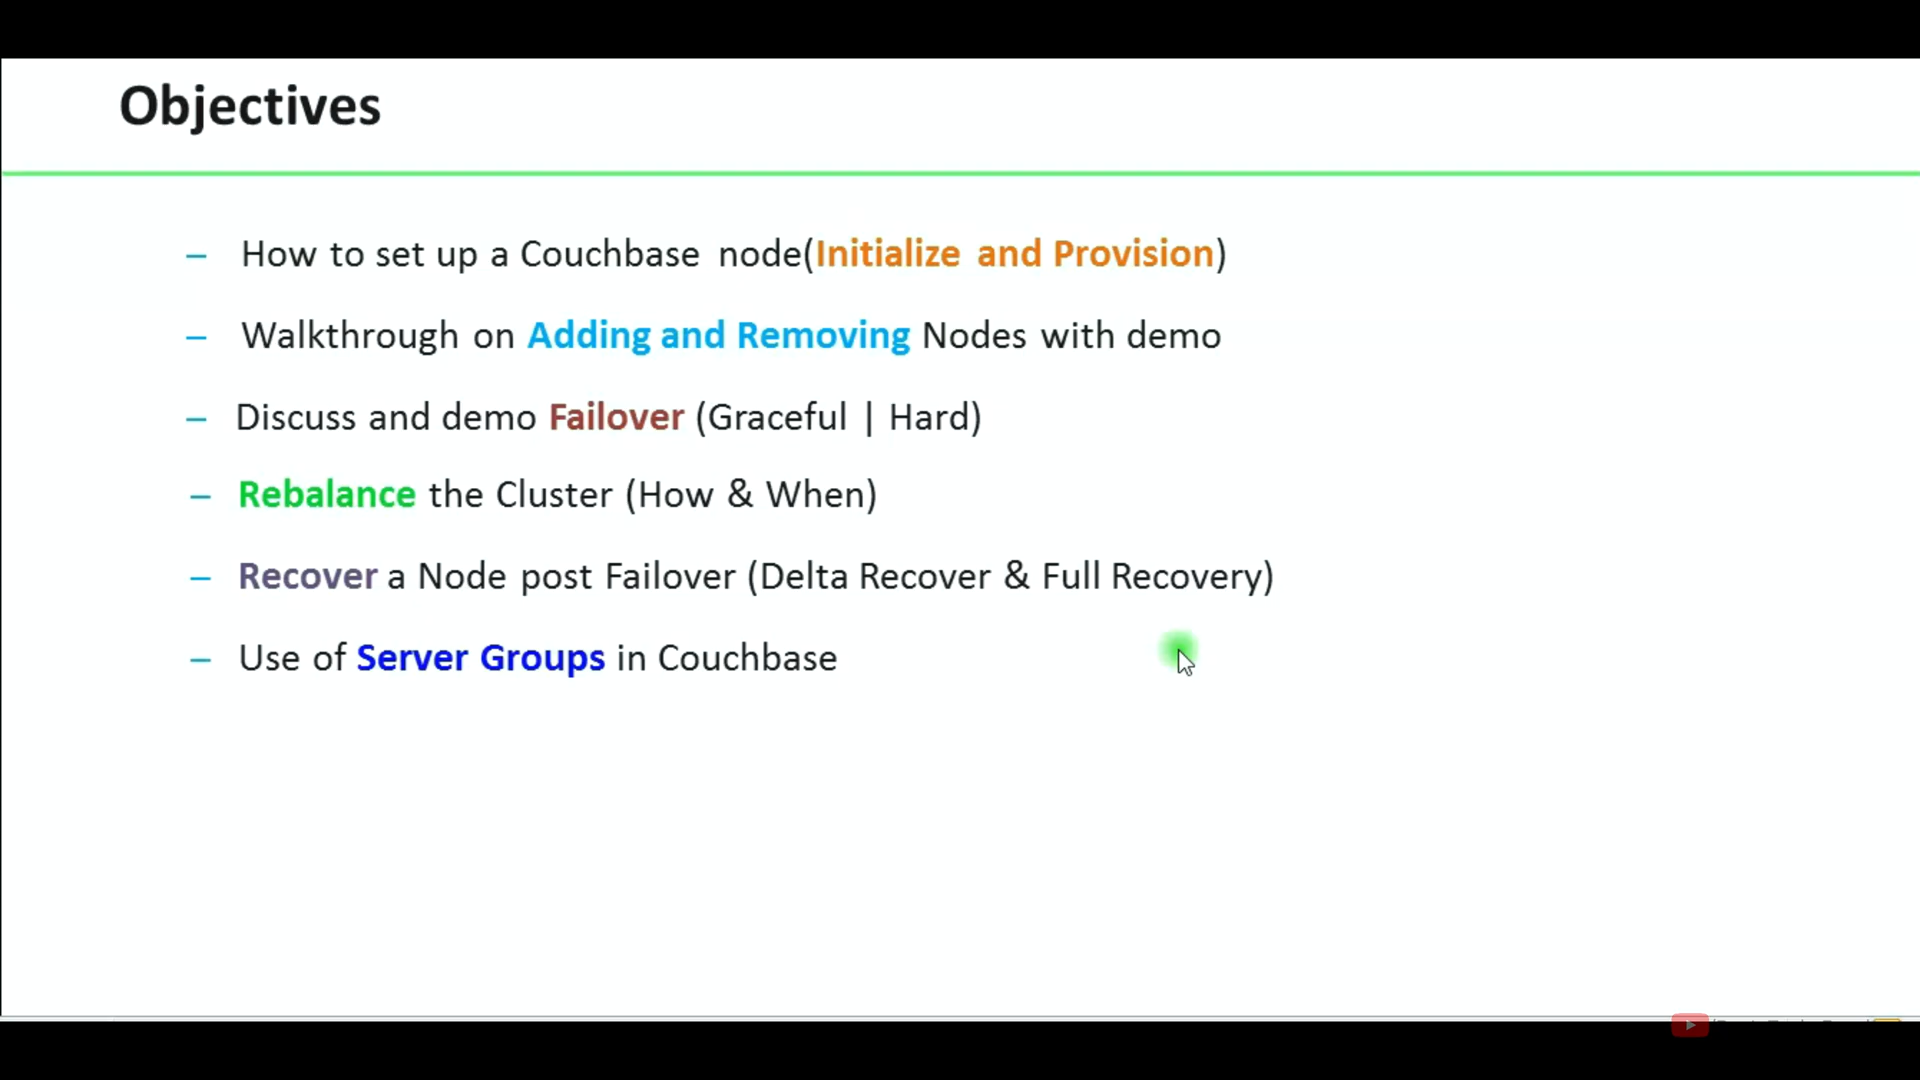 Objectives
– How to set up a Couchbase node(Initialize and Provision)
– Walkthrough on Adding and Removing Nodes with demo
– Discuss and demo Failover (Graceful | Hard)
– Rebalance the Cluster (How & When)
– Recover a Node post Failover (Delta Recover & Full Recovery)
– Use of Server Groups in Couchbase